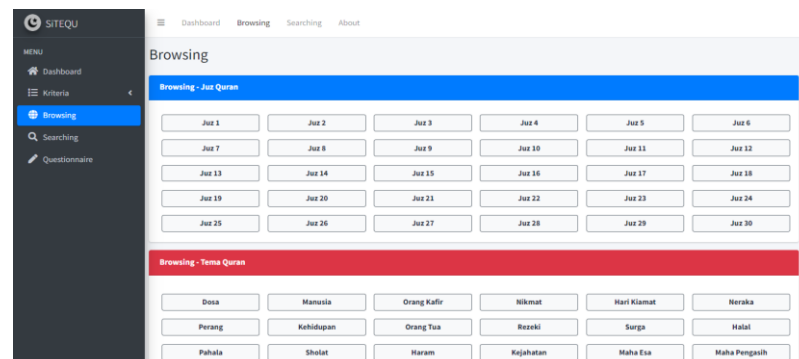 SiTEQU
Dashboard Browsing Searching About
MENU
Dashboard
Kriteria
Browsing
Searching
Questionnaire
Browsing
Browsing - Juz Quran
Juz 1 Juz 2 Juz 3 Juz 4 Juz 5 Juz 6
Juz 7 Juz 8 Juz 9 Juz 10 Juz 11 Juz 12
Juz 13 Juz 14 Juz 15 Juz 16 Juz 17 Juz 18
Juz 19 Juz 20 Juz 21 Juz 22 Juz 23 Juz 24
Juz 25 Juz 26 Juz 27 Juz 28 Juz 29 Juz 30
Browsing - Tema Quran
Dosa Manusia Orang Kafir Nikmat Hari Kiamat Neraka
Perang Kehidupan Orang Tua Rezeki Surga Halal
Pahala Sholat Haram Kejahatan Maha Esa Maha Pengasih